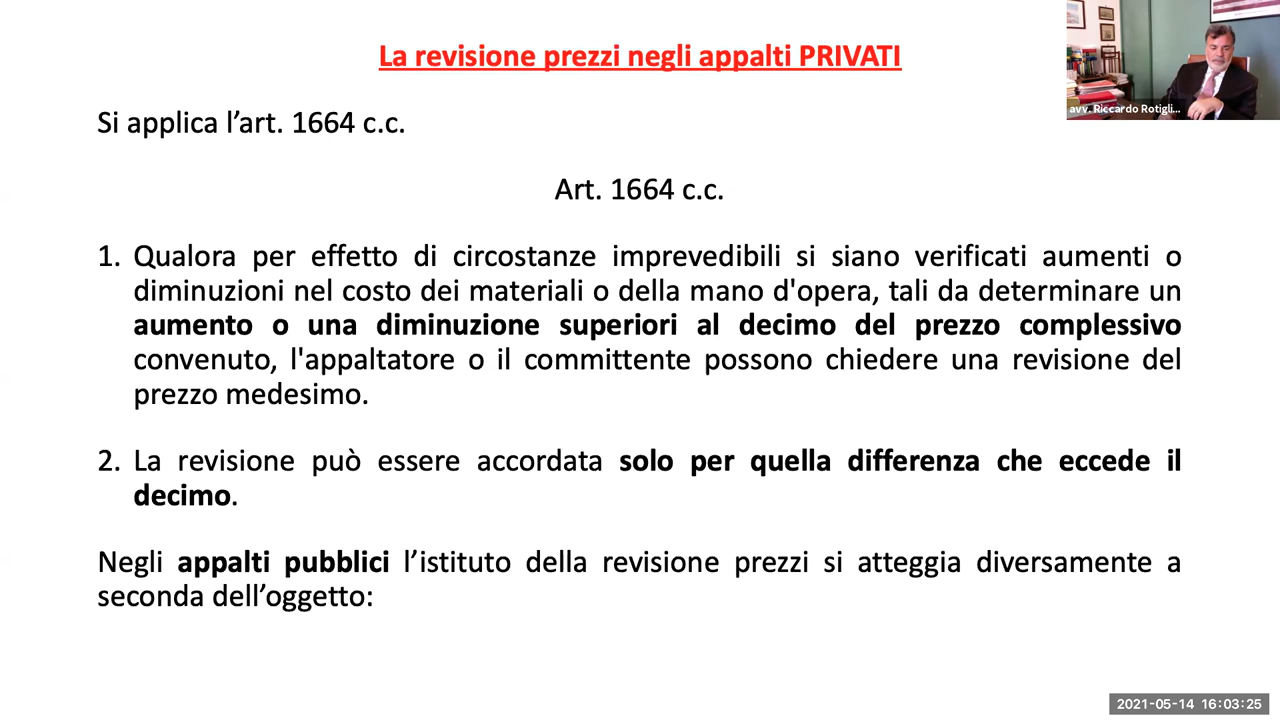 La revisione prezzi negli appalti PRIVATI
avv. Riccardo Rotigli...
Si applica l’art. 1664 c.c.
Art. 1664 c.c.
1. Qualora per effetto di circostanze imprevedibili si siano verificati aumenti o
diminuzioni nel costo dei materiali o della mano d'opera, tali da determinare un
aumento o una diminuzione superiori al decimo del prezzo complessivo
convenuto, l'appaltatore o il committente possono chiedere una revisione del
prezzo medesimo.
2. La revisione può essere accordata solo per quella differenza che eccede il
decimo.
Negli appalti pubblici l’istituto della revisione prezzi si atteggia diversamente a
seconda dell’oggetto:
2021-05-14 16:03:25